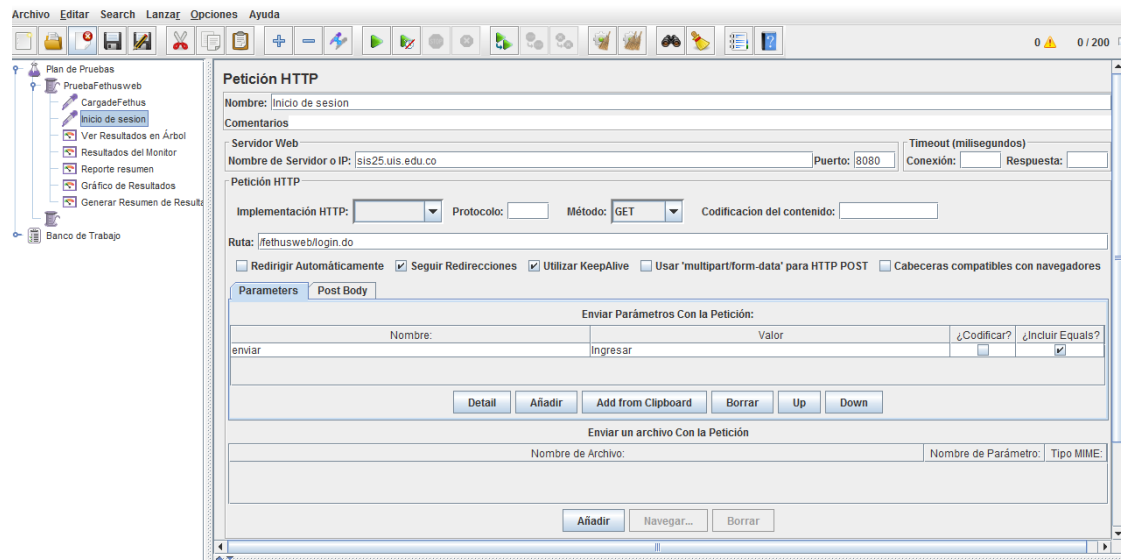 Archivo Editar Search Lanzar Opciones Ayuda
0 0 / 200
Plan de Pruebas
PruebaFethusweb
CargadeFethus
Inicio de sesion
Ver Resultados en Árbol
Resultados del Monitor
Reporte resumen
Gráfico de Resultados
Generar Resumen de Resulta
Banco de Trabajo
Petición HTTP
Nombre: Inicio de sesion
Comentarios
Servidor Web
Nombre de Servidor o IP: sis25.uis.edu.co Puerto: 8080
Timeout (milisegundos)
Conexión: Respuesta:
Petición HTTP
Implementación HTTP: Protocolo: Método: GET Codificacion del contenido:
Ruta: /fethusweb/login.do
Redirigir Automáticamente Seguir Redirecciones Utilizar KeepAlive Usar 'multipart/form-data' para HTTP POST Cabeceras compatibles con navegadores
Parameters Post Body
Enviar Parámetros Con la Petición:
Nombre: Valor ¿Codificar? ¿Incluir Equals?
enviar Ingresar
Detail Añadir Add from Clipboard Borrar Up Down
Enviar un archivo Con la Petición
Nombre de Archivo: Nombre de Parámetro: Tipo MIME:
Añadir Navegar... Borrar